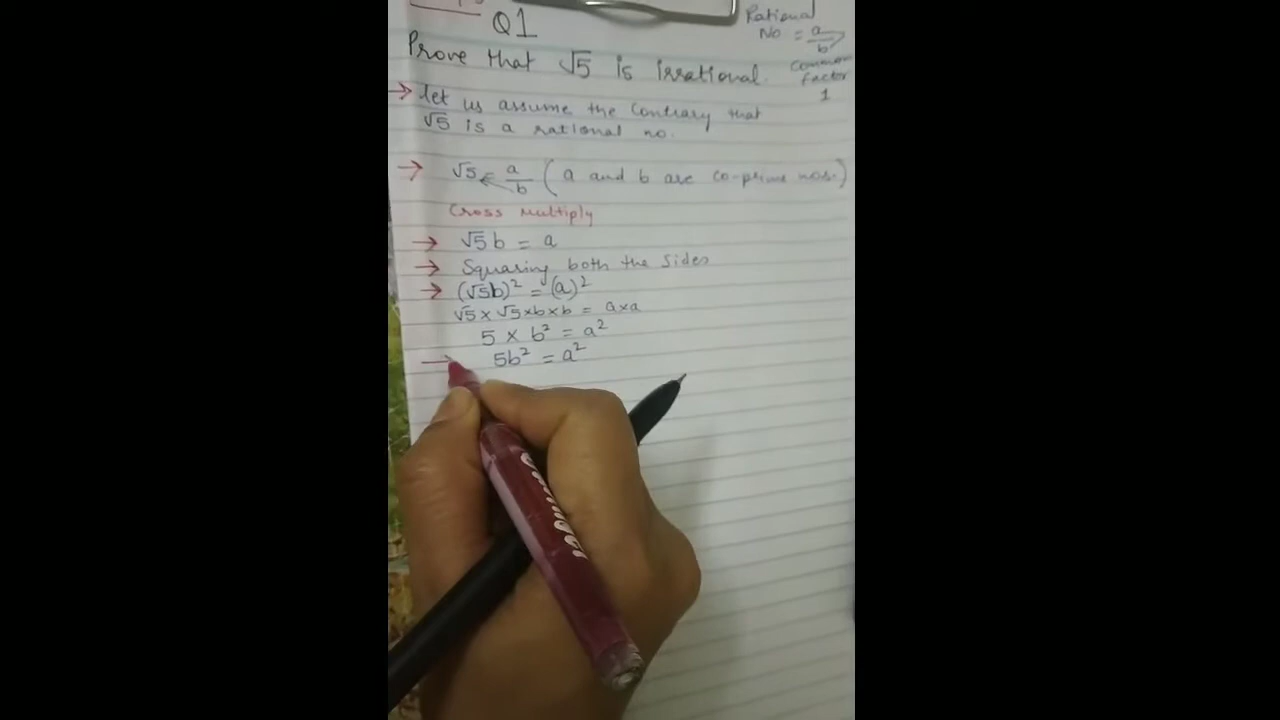 Q1
Rational
No = a/b
Common
factor
1
Prove that √5 is irrational.
let us assume the contrary that
√5 is a rational no.
√5 = a/b (a and b are co-prime nos.)
Cross multiply
√5 b = a
Squaring both the sides
(√5b)² = (a)²
√5 × √5 × b × b = a×a
5 × b² = a²
5b² = a²